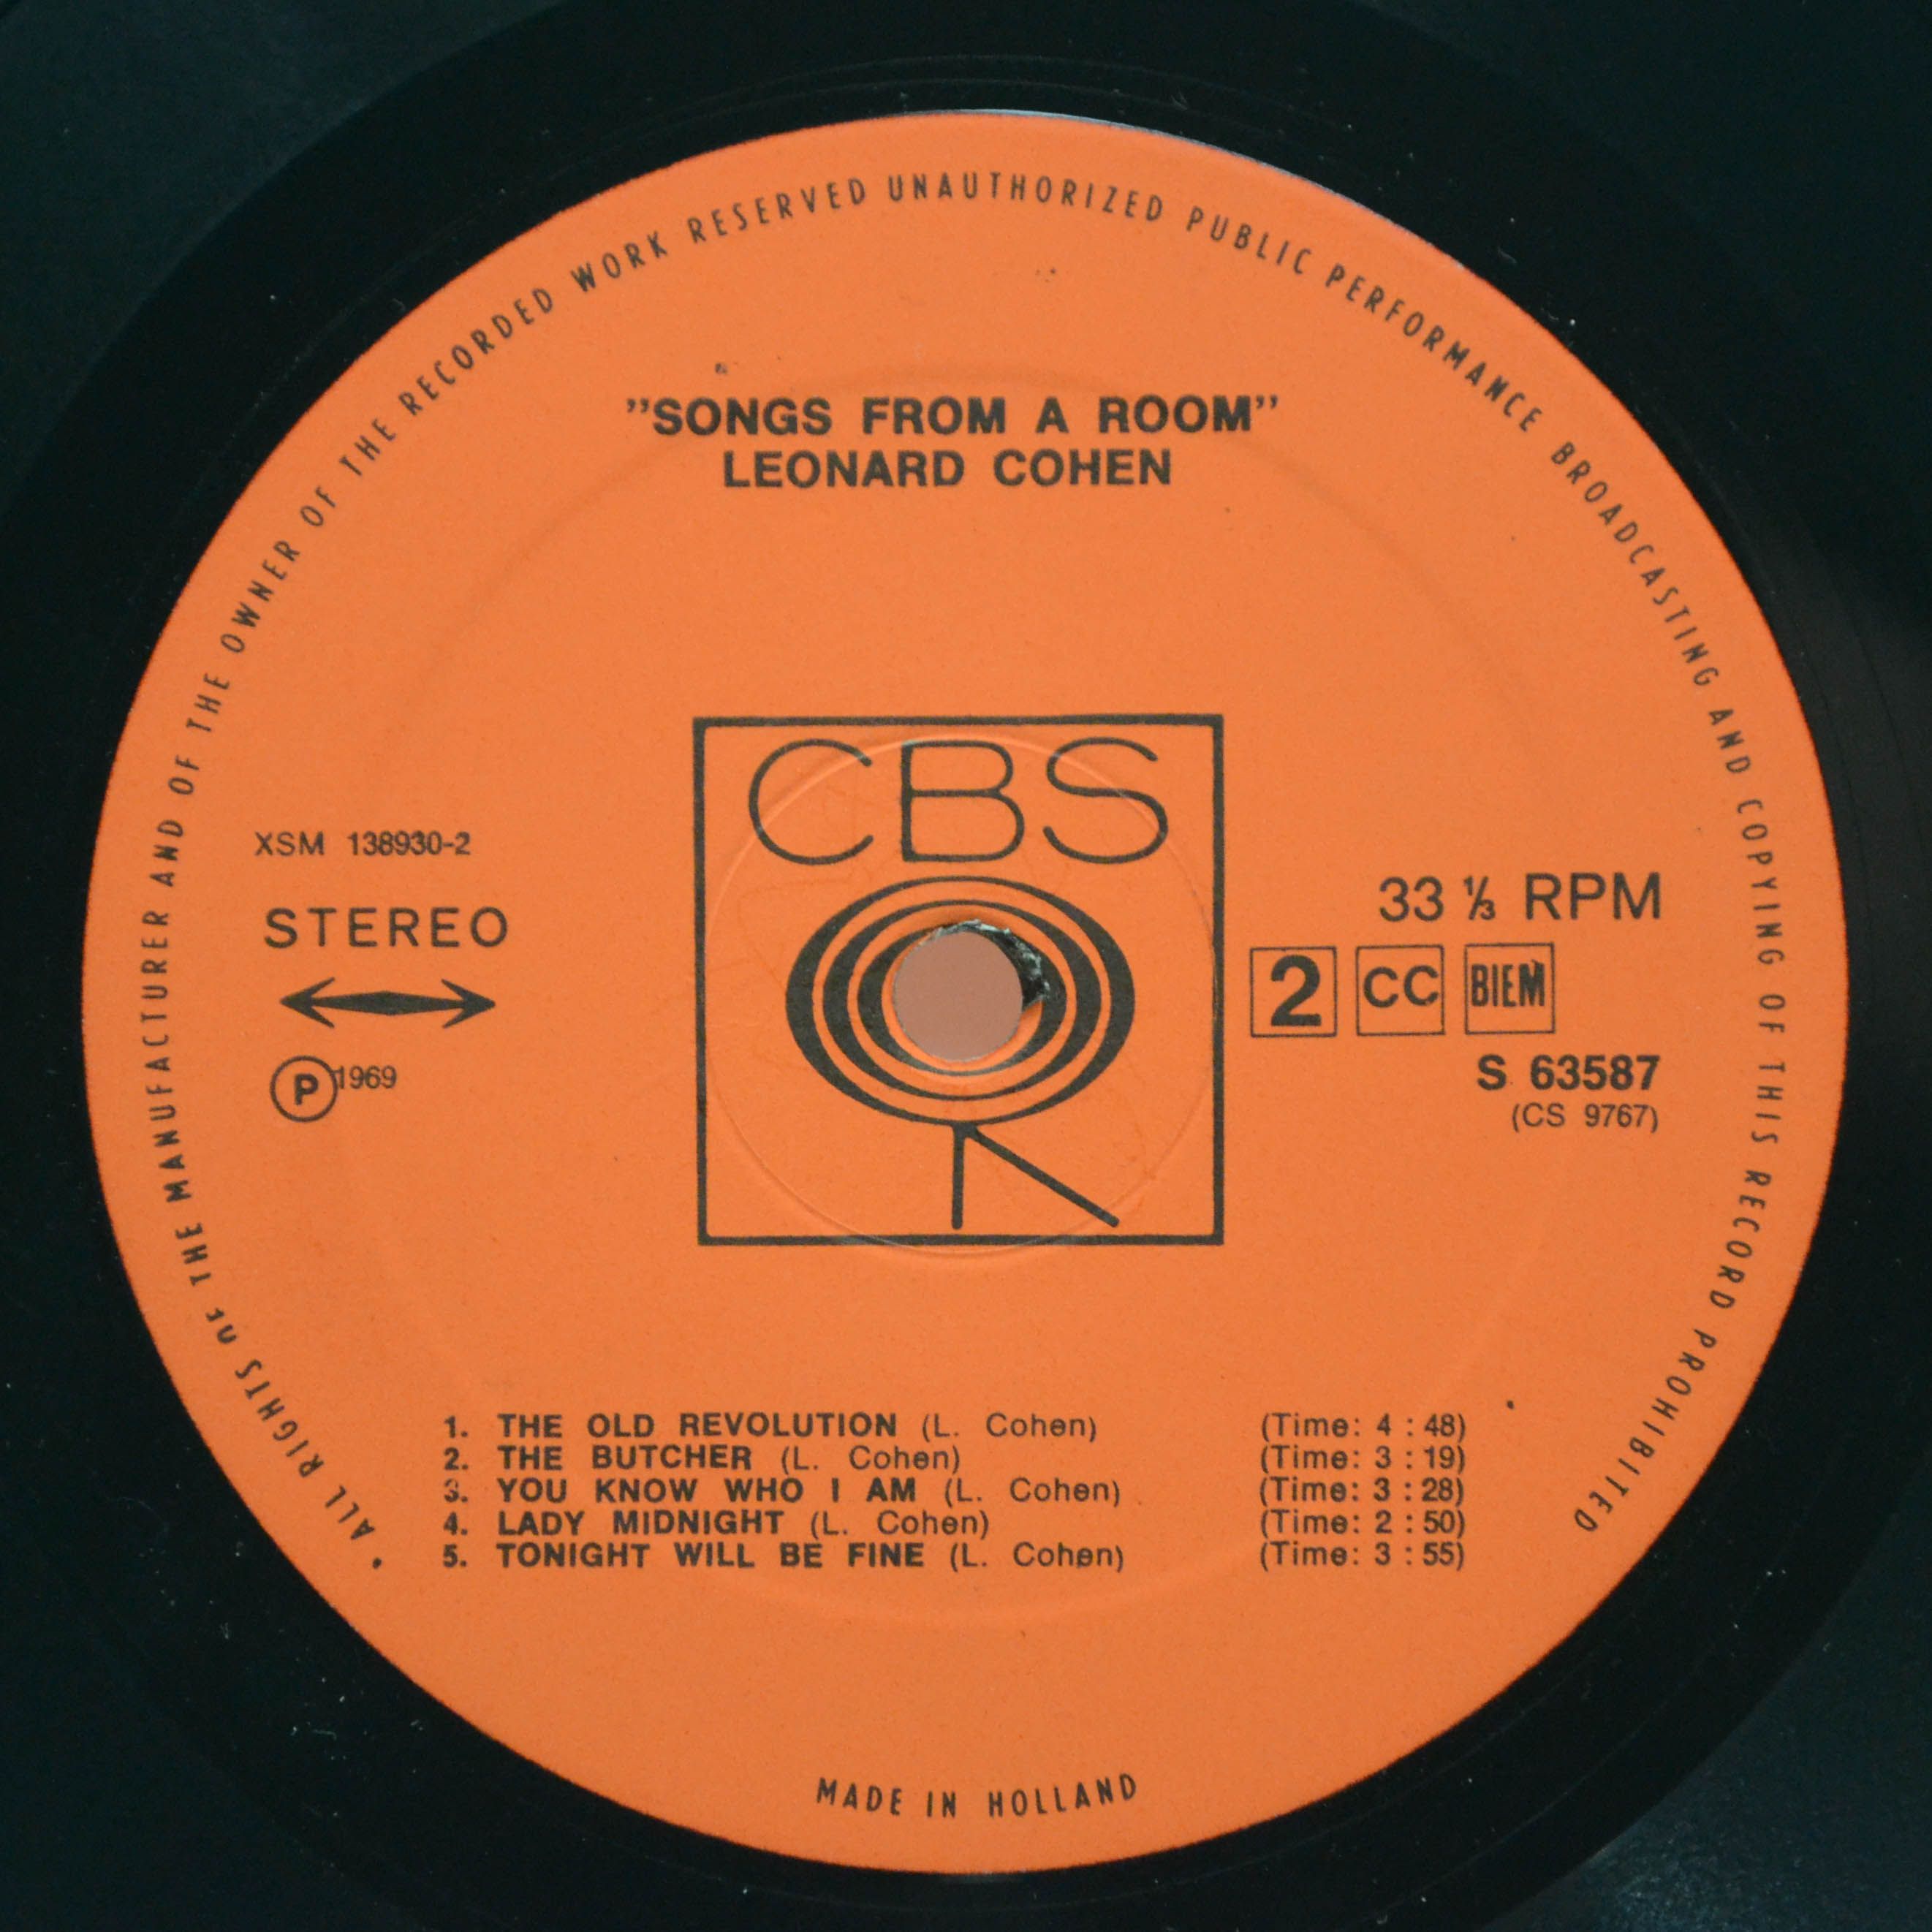 • ALL RIGHTS OF THE MANUFACTURER AND OF THE OWNER OF THE RECORDED WORK RESERVED UNAUTHORIZED PUBLIC PERFORMANCE BROADCASTING AND COPYING OF THIS RECORD PROHIBITED
"SONGS FROM A ROOM"
LEONARD COHEN
CBS
XSM 138930-2
STEREO
Ⓟ 1969
33 ⅓ RPM
2 CC BIEM
S 63587
(CS 9767)
1. THE OLD REVOLUTION (L. Cohen) (Time: 4 : 48)
2. THE BUTCHER (L. Cohen) (Time: 3 : 19)
3. YOU KNOW WHO I AM (L. Cohen) (Time: 3 : 28)
4. LADY MIDNIGHT (L. Cohen) (Time: 2 : 50)
5. TONIGHT WILL BE FINE (L. Cohen) (Time: 3 : 55)
MADE IN HOLLAND